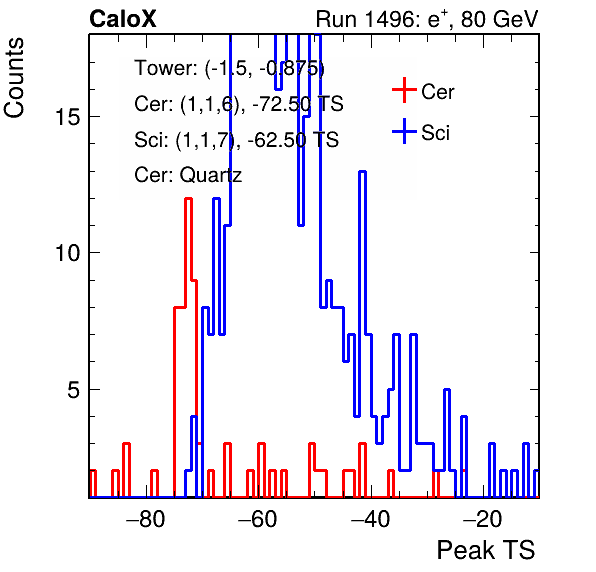 CaloX Run 1496: e⁺, 80 GeV
Counts
Tower: (-1.5, -0.875)
Cer: (1,1,6), -72.50 TS
Sci: (1,1,7), -62.50 TS
Cer: Quartz
Cer
Sci
15
10
5
−80 −60 −40 −20
Peak TS